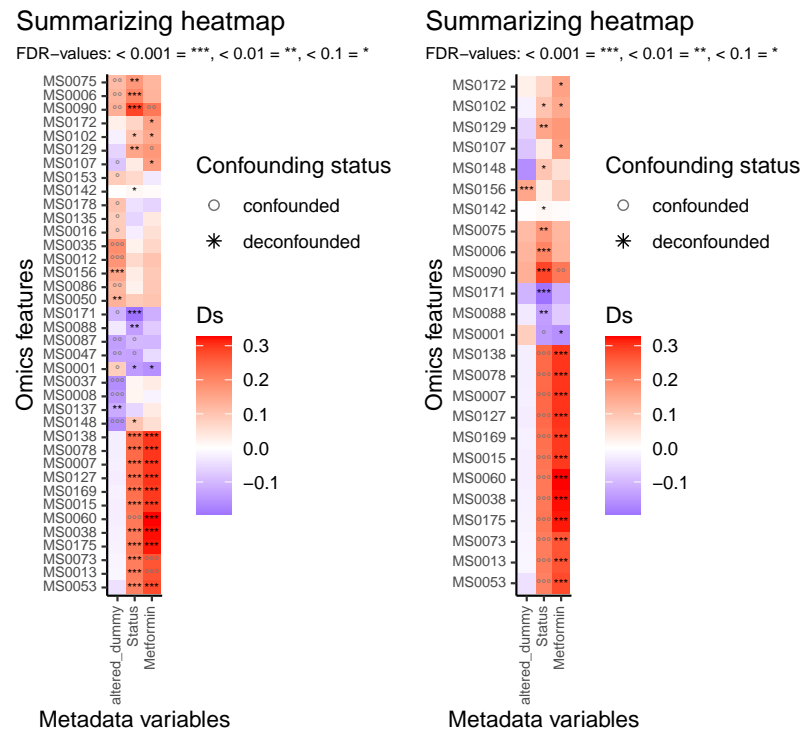 Summarizing heatmap
FDR−values: < 0.001 = ***, < 0.01 = **, < 0.1 = *
Omics features
MS0075 ○○ **
MS0006 ○○ ***
MS0090 ○○ *** ○○
MS0172 *
MS0102 * *
MS0129 ** ○
MS0107 ○ *
MS0153 ○
MS0142 *
MS0178 ○
MS0135 ○
MS0016 ○
MS0035 ○○○
MS0012 ○○○
MS0156 ***
MS0086 ○○
MS0050 **
MS0171 ○ ***
MS0088 **
MS0087 ○○ ○
MS0047 ○○ ○
MS0001 ○ * *
MS0037 ○○○
MS0008 ○○○
MS0137 **
MS0148 ○○○ *
MS0138 *** ***
MS0078 *** ***
MS0007 *** ***
MS0127 *** ***
MS0169 *** ***
MS0015 *** ***
MS0060 ○○○ ***
MS0038 *** ***
MS0175 *** ***
MS0073 *** ○○○
MS0013 *** ○○○
MS0053 *** ***
altered_dummy
Status
Metformin
Metadata variables
Confounding status
○ confounded
* deconfounded
Ds
0.3
0.2
0.1
0.0
−0.1
Summarizing heatmap
FDR−values: < 0.001 = ***, < 0.01 = **, < 0.1 = *
Omics features
MS0172 *
MS0102 * *
MS0129 **
MS0107 *
MS0148 *
MS0156 ***
MS0142 *
MS0075 **
MS0006 ***
MS0090 *** ○○
MS0171 ***
MS0088 **
MS0001 ○ *
MS0138 ○○○ ***
MS0078 ○○○ ***
MS0007 ○○○ ***
MS0127 ○○○ ***
MS0169 ○○○ ***
MS0015 ○○○ ***
MS0060 ○○○ ***
MS0038 ○○○ ***
MS0175 ○○○ ***
MS0073 ○○○ ***
MS0013 ○○○ ***
MS0053 ○○○ ***
altered_dummy
Status
Metformin
Metadata variables
Confounding status
○ confounded
* deconfounded
Ds
0.3
0.2
0.1
0.0
−0.1